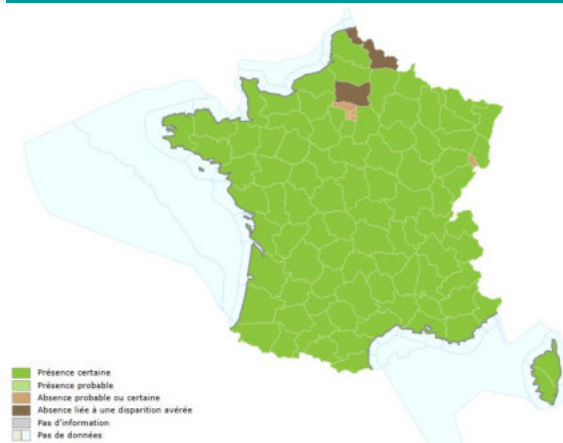 Présence certaine
Présence probable
Absence probable ou certaine
Absence liée à une disparition avérée
Pas d'information
Pas de données